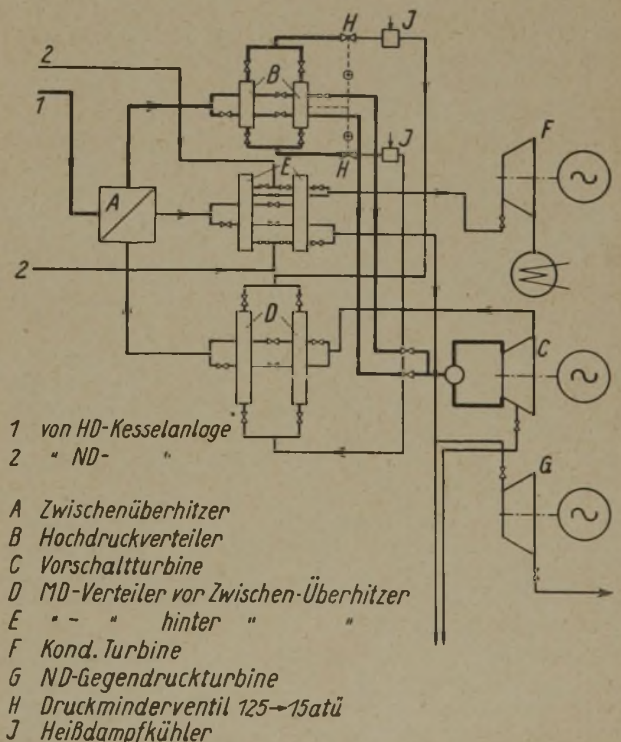 2
1
A
B
H
J
H
J
E
2
D
F
C
G
1 von HD-Kesselanlage
2 " ND- "
A Zwischenüberhitzer
B Hochdruckverteiler
C Vorschaltturbine
D MD-Verteiler vor Zwischen-Überhitzer
E " - " hinter " "
F Kond. Turbine
G ND-Gegendruckturbine
H Druckminderventil 125→15atü
J Heißdampfkühler